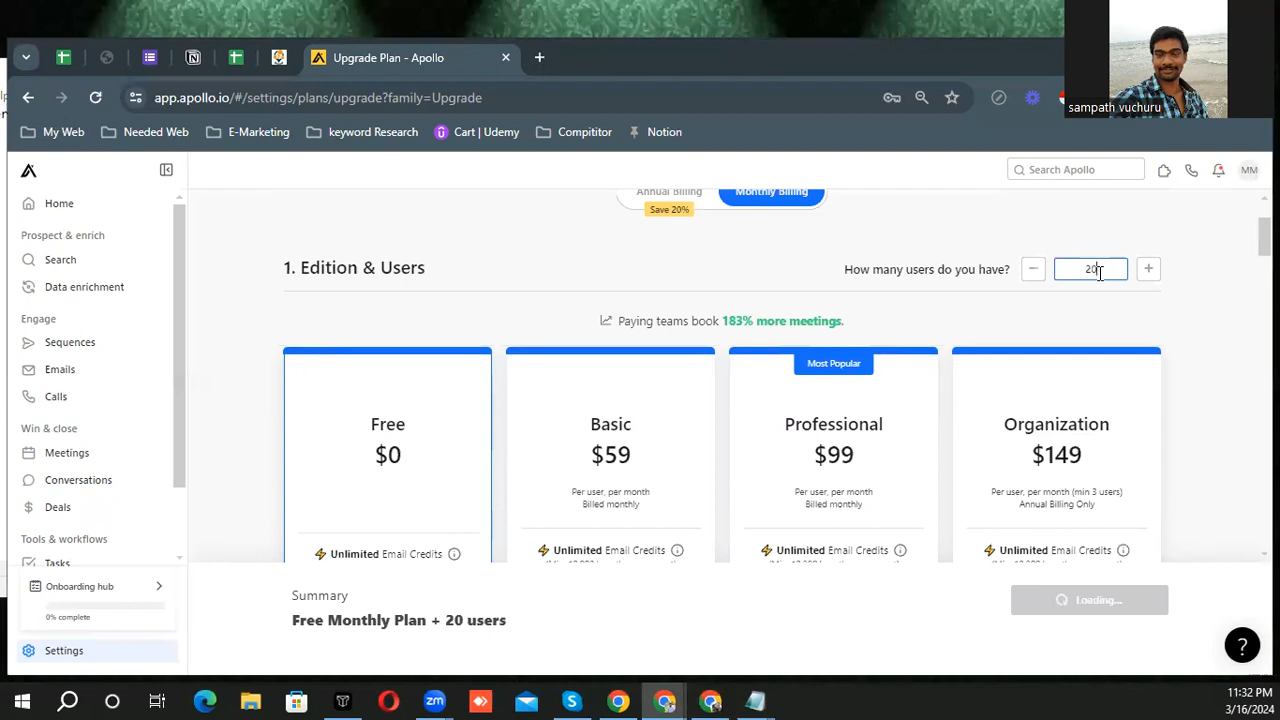 Upgrade Plan - Apollo
app.apollo.io/#/settings/plans/upgrade?family=Upgrade
sampath vuchuru
My Web
Needed Web
E-Marketing
keyword Research
Cart | Udemy
Compititor
Notion
Search Apollo
MM
Home
Prospect & enrich
Search
Data enrichment
Engage
Sequences
Emails
Calls
Win & close
Meetings
Conversations
Deals
Tools & workflows
Tasks
Onboarding hub
0% complete
Settings
Annual Billing
Monthly Billing
Save 20%
1. Edition & Users
How many users do you have?
20
Paying teams book 183% more meetings.
Free
$0
Unlimited Email Credits
Basic
$59
Per user, per month
Billed monthly
Unlimited Email Credits
Most Popular
Professional
$99
Per user, per month
Billed monthly
Unlimited Email Credits
Organization
$149
Per user, per month (min 3 users)
Annual Billing Only
Unlimited Email Credits
Summary
Free Monthly Plan + 20 users
Loading...
?
zm
11:32 PM
3/16/2024